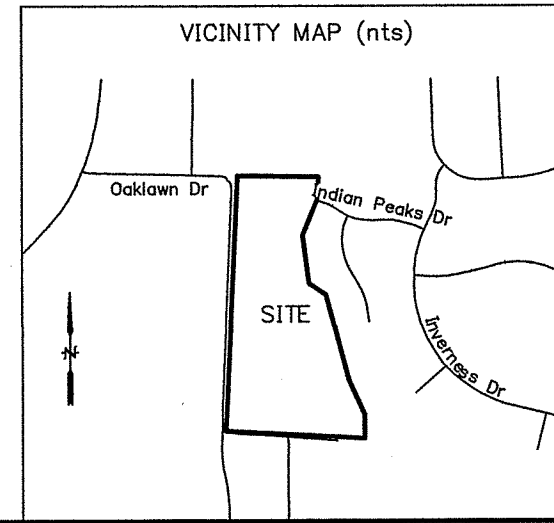 VICINITY MAP (nts)
Oaklawn Dr
Indian Peaks Dr
SITE
N
Inverness Dr